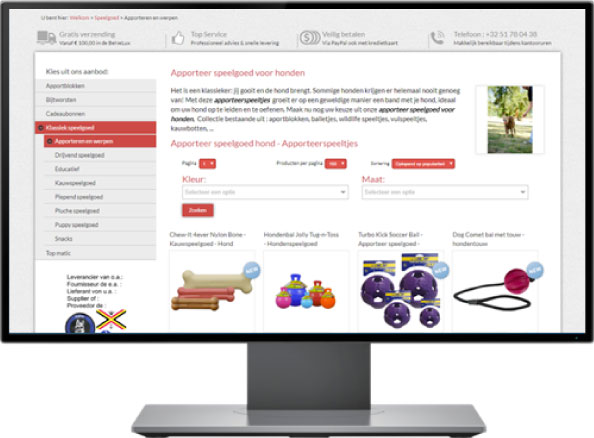 U bent hier: Welkom » Speelgoed » Apporteren en werpen
Gratis verzending
Vanaf € 100,00 in de Benelux
Top Service
Professioneel advies & snelle levering
Veilig betalen
Via PayPal ook met kredietkaart
Telefoon : +32 51 78 04 38
Makkelijk bereikbaar tijdens kantooruren
Kies uit ons aanbod:
Apportblokken
Bijtworsten
Cadeaubonnen
Klassiek speelgoed
Apporteren en werpen
Drijvend speelgoed
Educatief
Kauwspeelgoed
Piepend speelgoed
Pluche speelgoed
Puppy speelgoed
Snacks
Top matic
Leverancier van o.a.:
Fournisseur de e.a. :
Lieferant von u.a. :
Supplier of :
Proveedor de :
Apporteer speelgoed voor honden
Het is een klassieker: jij gooit en de hond brengt. Sommige honden krijgen er helemaal nooit genoeg
van! Met deze apporteerspeeltjes groeit er op een geweldige manier een band met je hond, ideaal
om uw hond op te leiden en te oefenen. Maak nu nog uw keuze uit onze apporteer speelgoed voor
honden. Collectie bestaande uit : aportblokken, balletjes, wildlife speeltjes, vulspeeltjes,
kauwbotten, ...
Apporteer speelgoed hond - Apporteerspeeltjes
Pagina 1
Producten per pagina 100
Sortering Oplopend op populariteit
Kleur:
Selecteer een optie
Maat:
Selecteer een optie
Zoeken
Chew-It-4ever Nylon Bone -
Kauwspeelgoed - Hond
NEW
Hondenbal Jolly Tug-n-Toss
- Hondenspeelgoed
Turbo Kick Soccer Ball -
Apporteer speelgoed -
NEW
Dog Comet bal met touw -
hondentouw
NEW